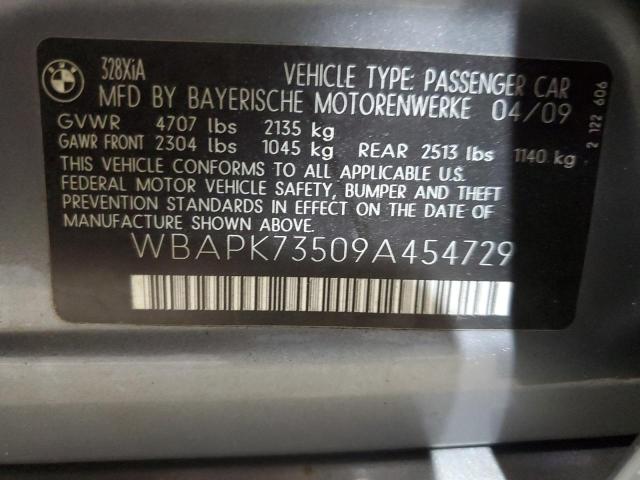 328XiA
VEHICLE TYPE: PASSENGER CAR
MFD BY BAYERISCHE MOTORENWERKE 04/09
GVWR 4707 lbs 2135 kg
GAWR FRONT 2304 lbs 1045 kg REAR 2513 lbs 1140 kg
THIS VEHICLE CONFORMS TO ALL APPLICABLE U.S.
FEDERAL MOTOR VEHICLE SAFETY, BUMPER AND THEFT
PREVENTION STANDARDS IN EFFECT ON THE DATE OF
MANUFACTURE SHOWN ABOVE.
WBAPK73509A454729
2 122 606